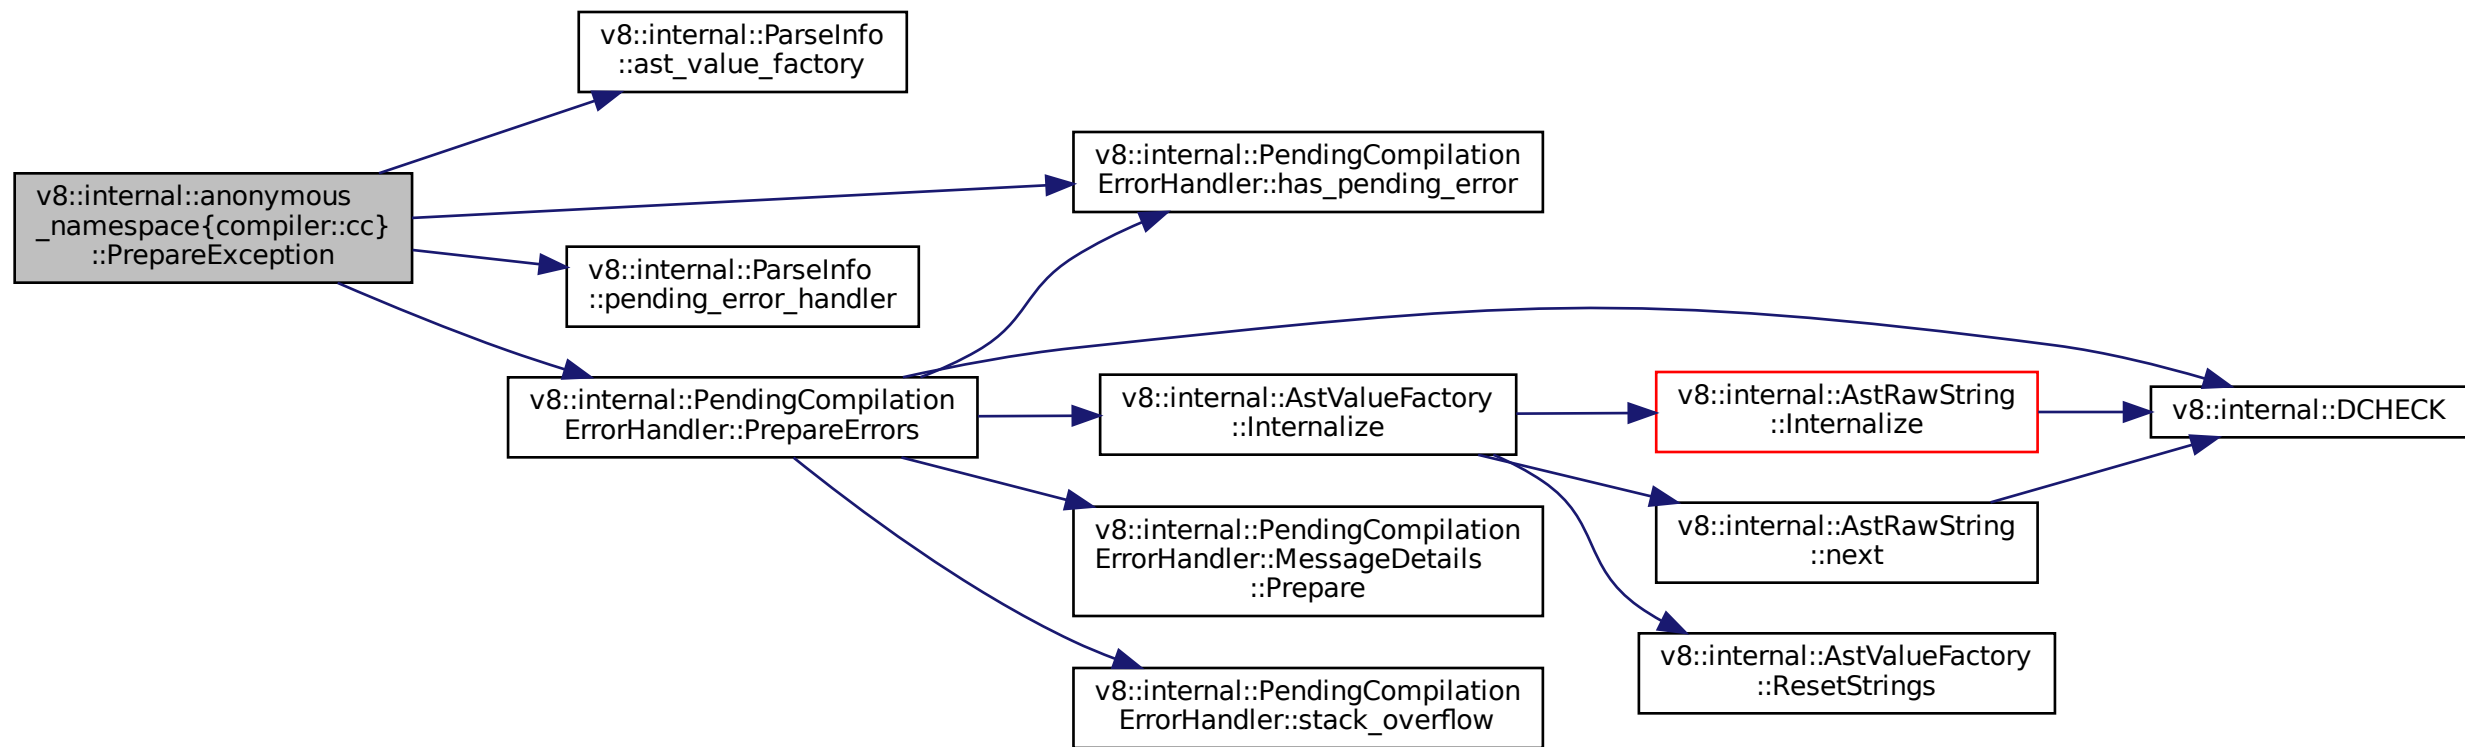 v8::internal::ParseInfo
::ast_value_factory
v8::internal::PendingCompilation
ErrorHandler::has_pending_error
v8::internal::anonymous
_namespace{compiler::cc}
::PrepareException
v8::internal::ParseInfo
::pending_error_handler
v8::internal::PendingCompilation
ErrorHandler::PrepareErrors
v8::internal::AstValueFactory
::Internalize
v8::internal::AstRawString
::Internalize
v8::internal::DCHECK
v8::internal::PendingCompilation
ErrorHandler::MessageDetails
::Prepare
v8::internal::AstRawString
::next
v8::internal::AstValueFactory
::ResetStrings
v8::internal::PendingCompilation
ErrorHandler::stack_overflow